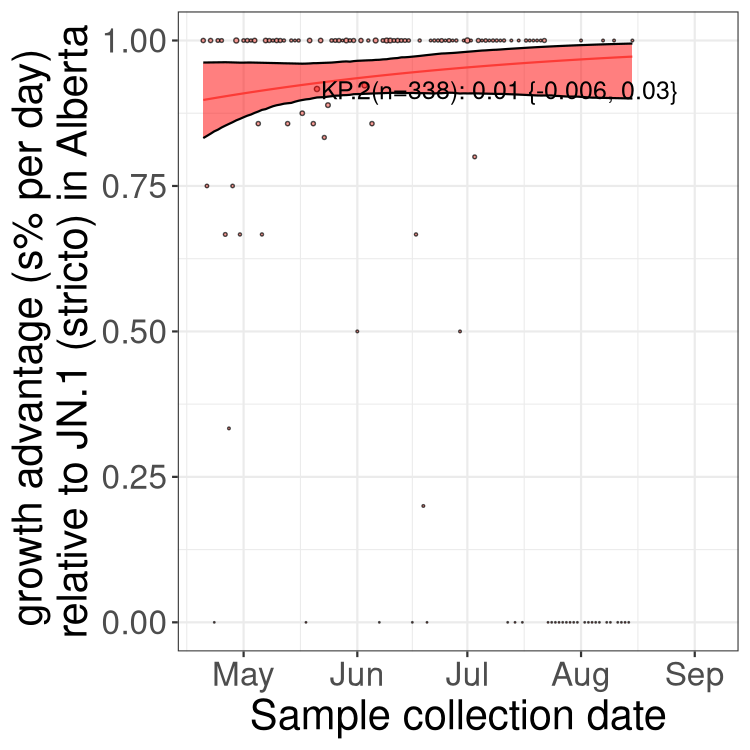 growth advantage (s% per day)
relative to JN.1 (stricto) in Alberta
1.00
0.75
0.50
0.25
0.00
KP.2(n=338): 0.01 {-0.006, 0.03}
May Jun Jul Aug Sep
Sample collection date